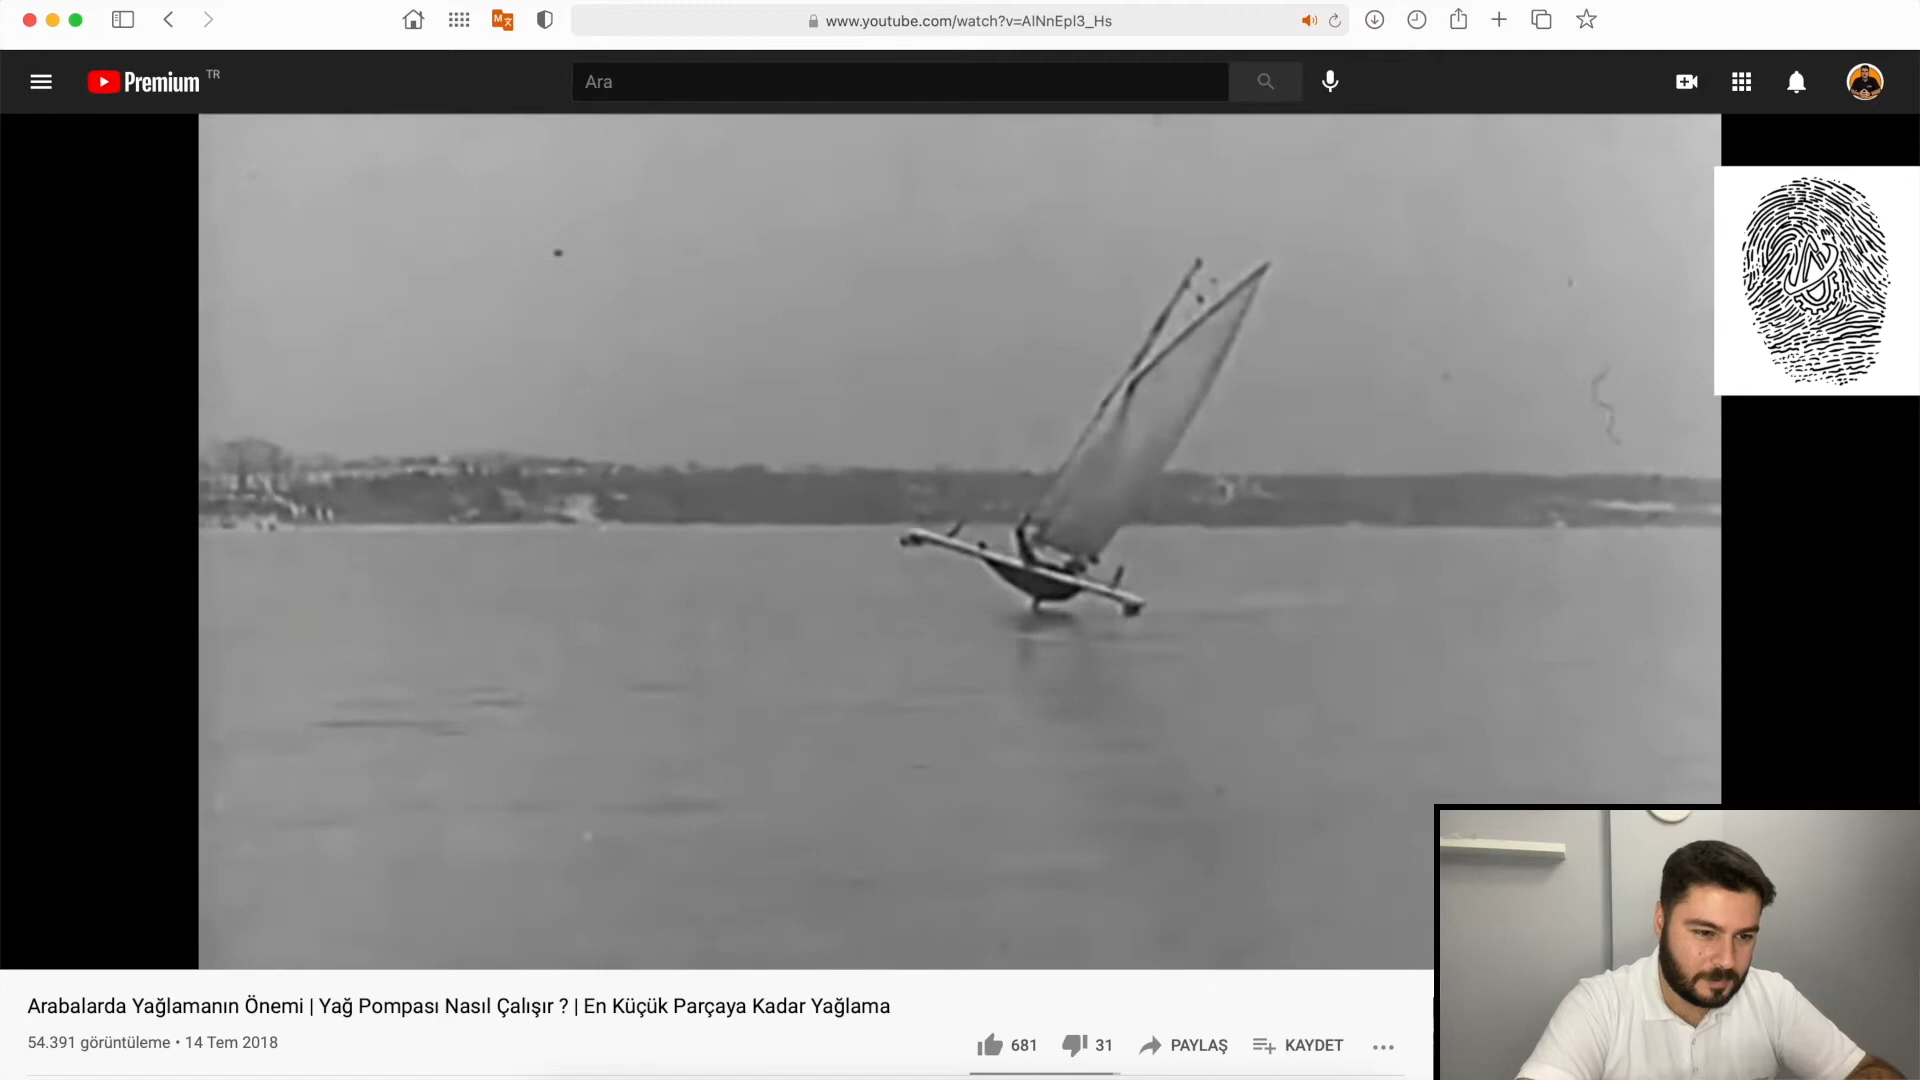 www.youtube.com/watch?v=AlNnEpl3_Hs
Premium TR
Ara
Arabalarda Yağlamanın Önemi | Yağ Pompası Nasıl Çalışır ? | En Küçük Parçaya Kadar Yağlama
54.391 görüntüleme • 14 Tem 2018
681
31
PAYLAŞ
KAYDET